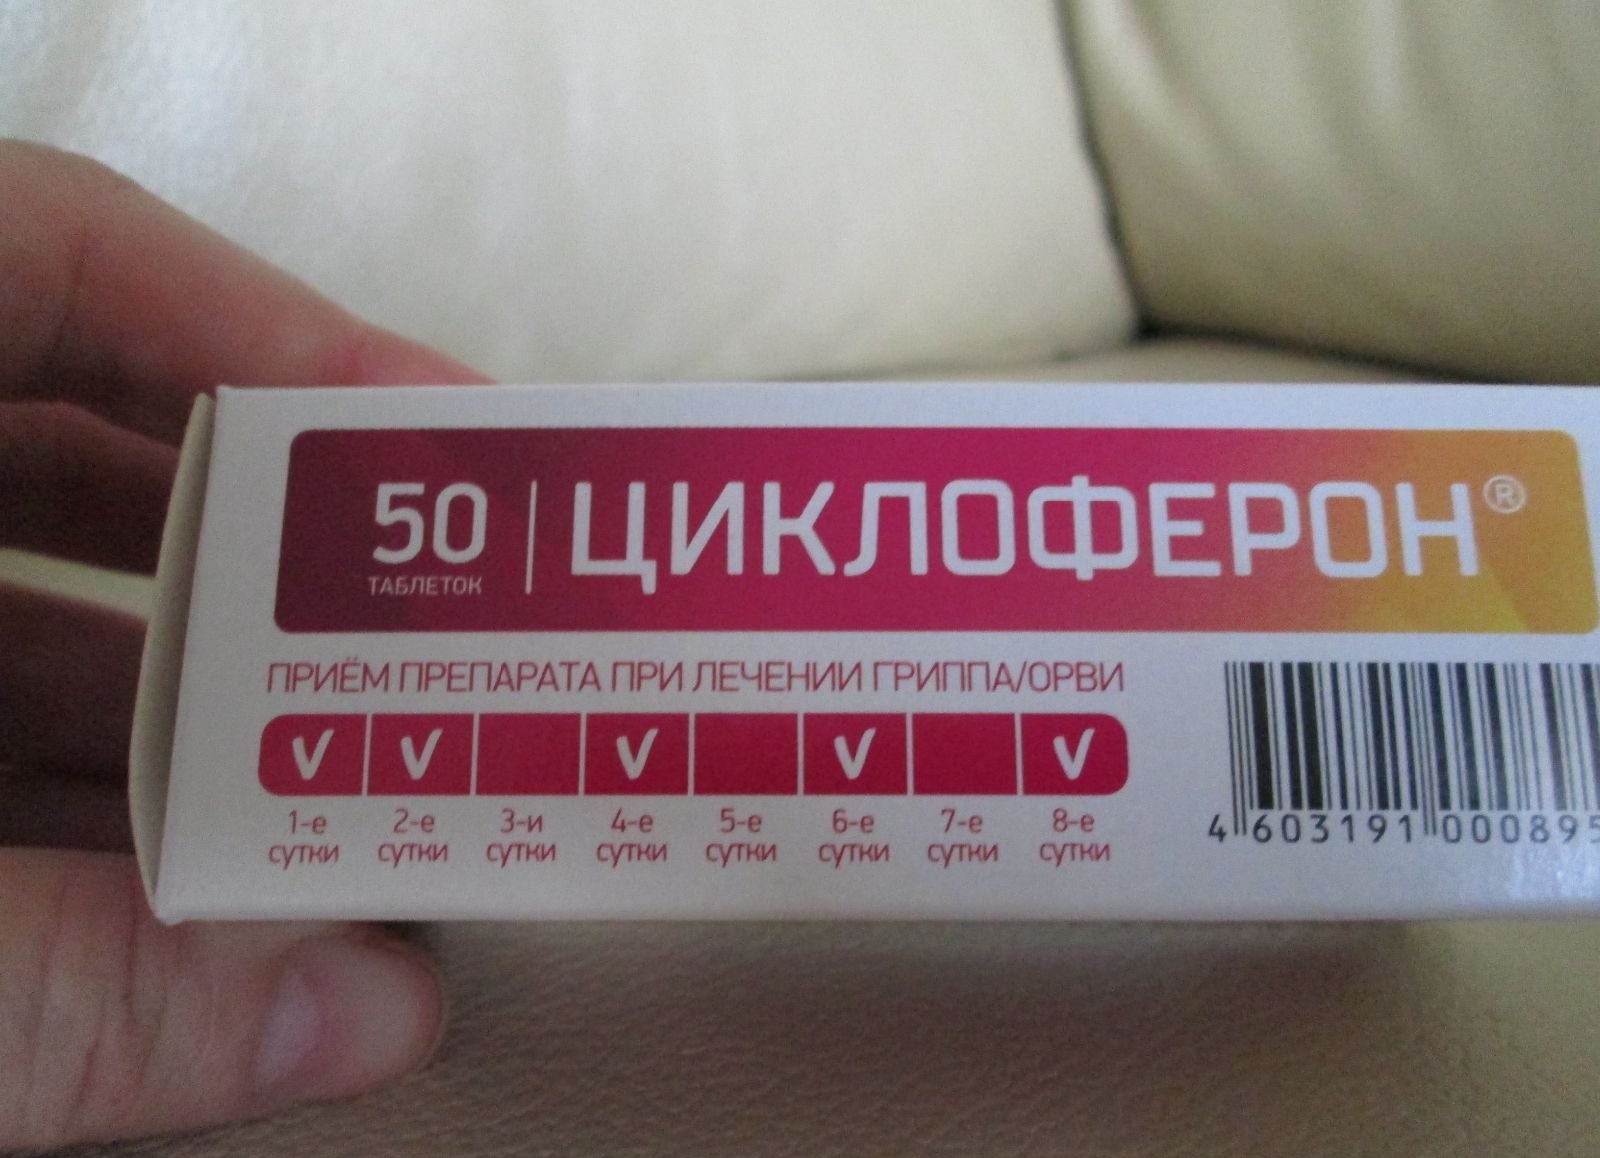 50 ЦИКЛОФЕРОН®
ТАБЛЕТОК
ПРИЁМ ПРЕПАРАТА ПРИ ЛЕЧЕНИИ ГРИППА/ОРВИ
1-е 2-е 3-и 4-е 5-е 6-е 7-е 8-е
сутки сутки сутки сутки сутки сутки сутки сутки
4 603191 000895